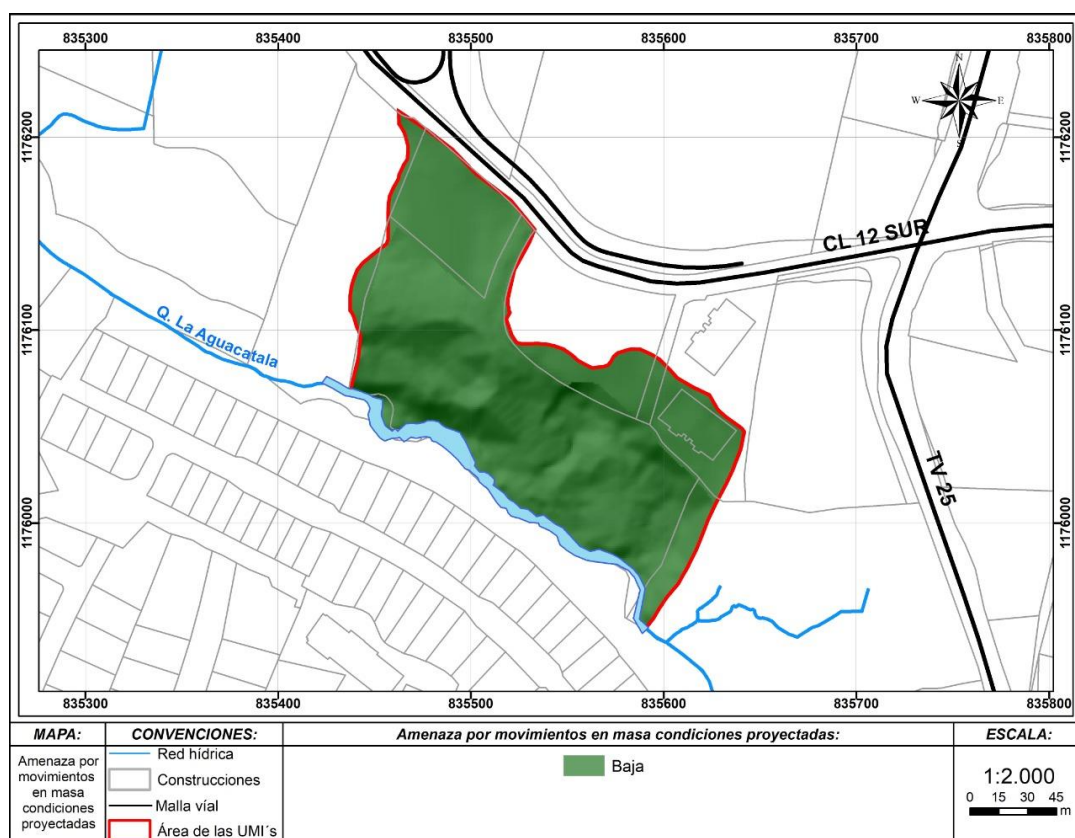 835300 835400 835500 835600 835700 835800
N
W E
S
1176200 1176200
CL 12 SUR
1176100 1176100
Q. La Aguacatala
TV 25
1176000 1176000
835300 835400 835500 835600 835700 835800
MAPA:
Amenaza por
movimientos
en masa
condiciones
proyectadas
CONVENCIONES:
Red hídrica
Construcciones
Malla víal
Área de las UMI´s
Amenaza por movimientos en masa condiciones proyectadas:
Baja
ESCALA:
1:2.000
0 15 30 45
m